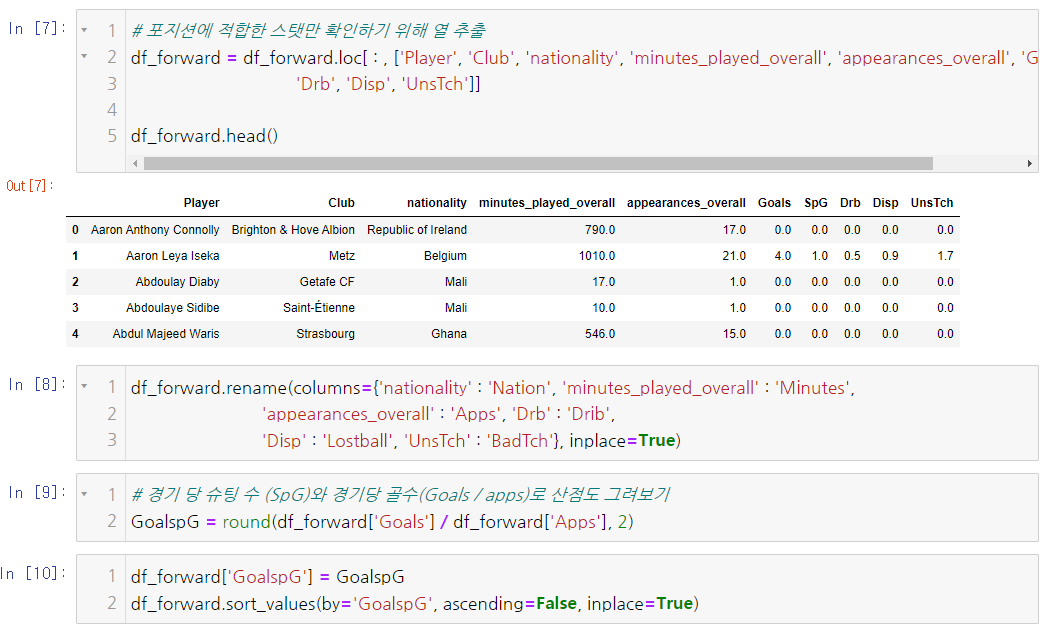 In [7]:
1 # 포지션에 적합한 스탯만 확인하기 위해 열 추출
2 df_forward = df_forward.loc[ : , ['Player', 'Club', 'nationality', 'minutes_played_overall', 'appearances_overall', 'G
3 'Drb', 'Disp', 'UnsTch']]
4
5 df_forward.head()
Out[7]:
Player Club nationality minutes_played_overall appearances_overall Goals SpG Drb Disp UnsTch
0 Aaron Anthony Connolly Brighton & Hove Albion Republic of Ireland 790.0 17.0 0.0 0.0 0.0 0.0 0.0
1 Aaron Leya Iseka Metz Belgium 1010.0 21.0 4.0 1.0 0.5 0.9 1.7
2 Abdoulay Diaby Getafe CF Mali 17.0 1.0 0.0 0.0 0.0 0.0 0.0
3 Abdoulaye Sidibe Saint-Étienne Mali 10.0 1.0 0.0 0.0 0.0 0.0 0.0
4 Abdul Majeed Waris Strasbourg Ghana 546.0 15.0 0.0 0.0 0.0 0.0 0.0
In [8]:
1 df_forward.rename(columns={'nationality' : 'Nation', 'minutes_played_overall' : 'Minutes',
2 'appearances_overall' : 'Apps', 'Drb' : 'Drib',
3 'Disp' : 'Lostball', 'UnsTch' : 'BadTch'}, inplace=True)
In [9]:
1 # 경기 당 슈팅 수 (SpG)와 경기당 골수(Goals / apps)로 산점도 그려보기
2 GoalspG = round(df_forward['Goals'] / df_forward['Apps'], 2)
In [10]:
1 df_forward['GoalspG'] = GoalspG
2 df_forward.sort_values(by='GoalspG', ascending=False, inplace=True)